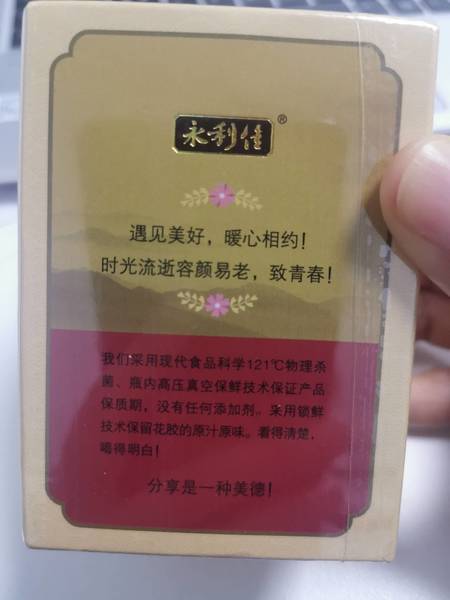 永利佳®
遇见美好，暖心相约！
时光流逝容颜易老，致青春！
我们采用现代食品科学121℃物理杀
菌、瓶内高压真空保鲜技术保证产品
保质期，没有任何添加剂。采用锁鲜
技术保留花胶的原汁原味。看得清楚，
喝得明白！
分享是一种美德！